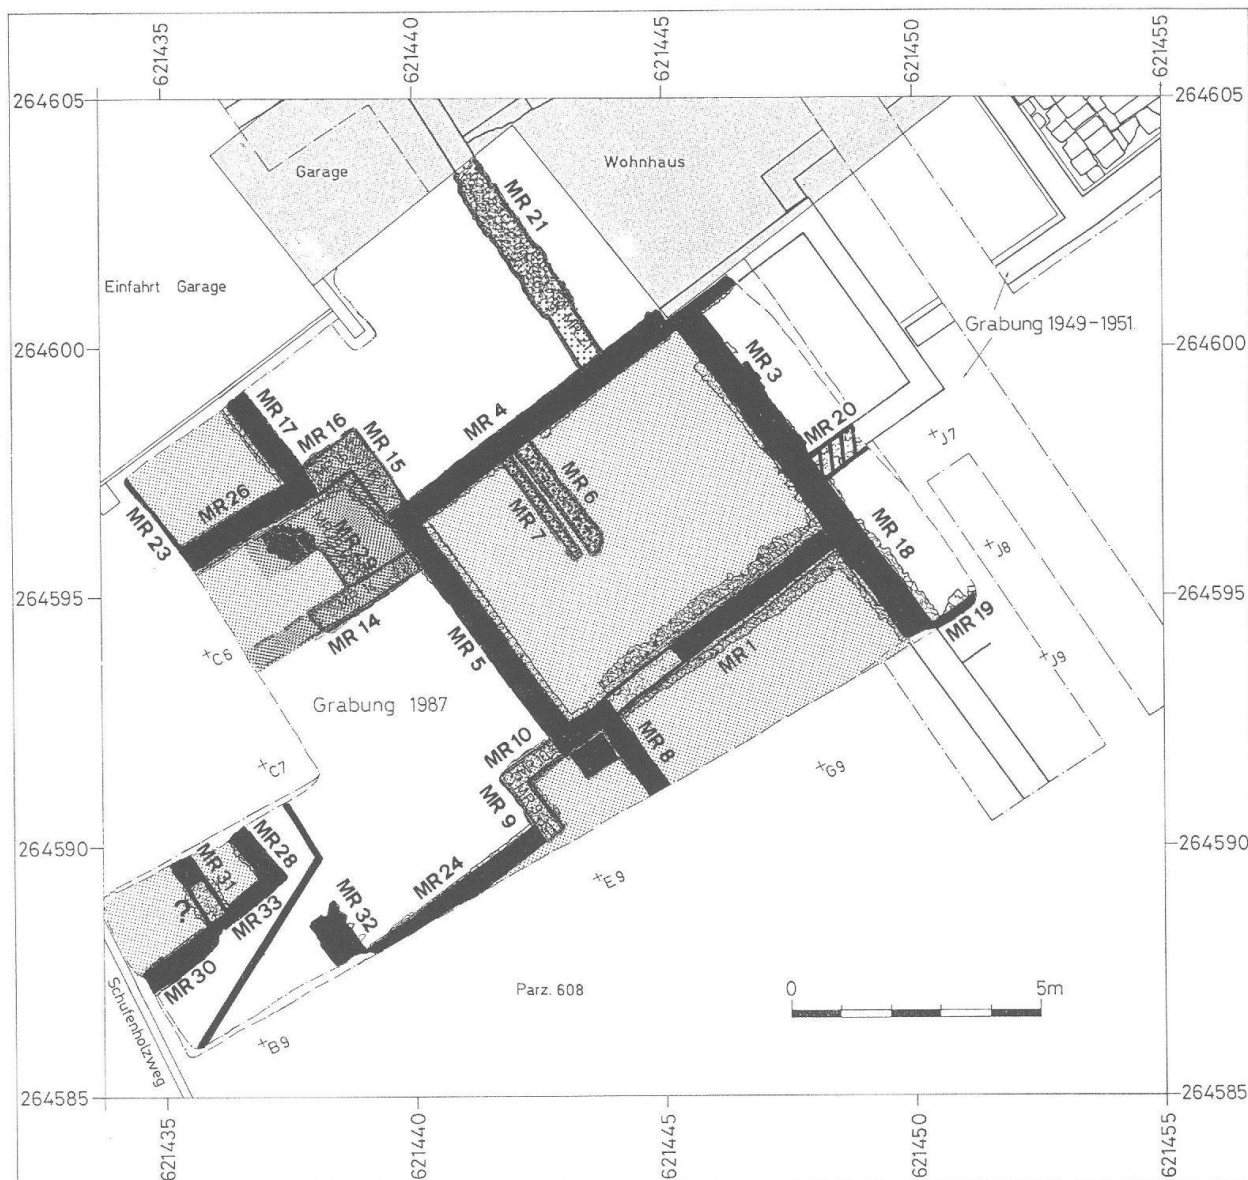 621435
621440
621445
621450
621455
264605
264605
Garage
Wohnhaus
MR 21
Einfahrt Garage
Grabung 1949-1951
264600
264600
MR 3
MR 17
MR 16
MR 15
MR 4
MR 20
J7
MR 6
MR 7
MR 26
MR 23
MR 18
J8
264595
264595
MR 19
MR 14
MR 5
MR 1
C6
J9
Grabung 1987
MR 10
MR 8
C7
G9
MR 9
264590
264590
MR 28
MR 31
MR 24
E9
?
MR 33
MR 32
MR 30
Parz. 608
0
5m
Schufenholzweg
B9
264585
264585
621435
621440
621445
621450
621455